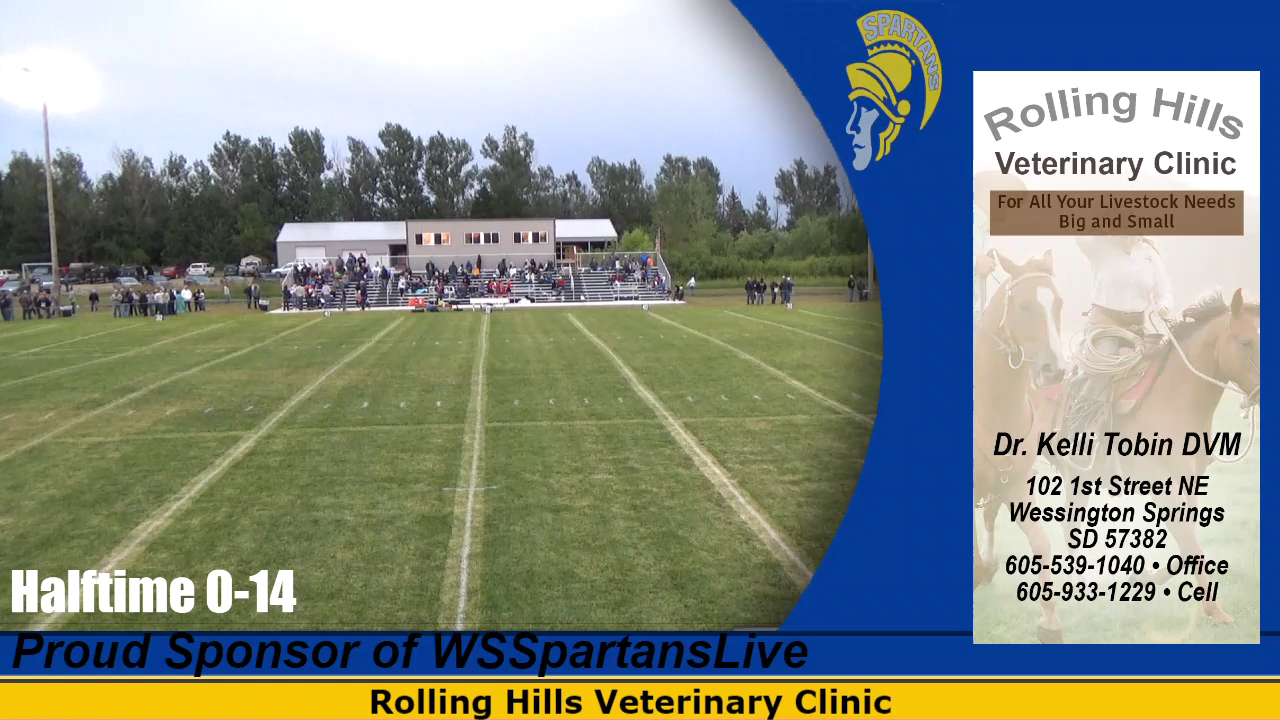 SPARTANS
Rolling Hills
Veterinary Clinic
For All Your Livestock Needs
Big and Small
Dr. Kelli Tobin DVM
102 1st Street NE
Wessington Springs
SD 57382
605-539-1040 • Office
605-933-1229 • Cell
Halftime 0-14
Proud Sponsor of WSSpartansLive
Rolling Hills Veterinary Clinic